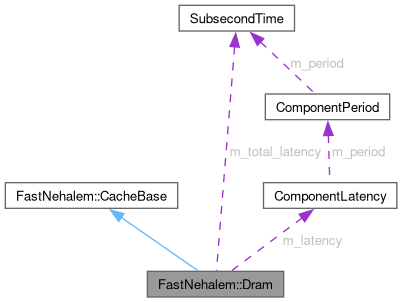 SubsecondTime
m_period
ComponentPeriod
m_total_latency
m_period
FastNehalem::CacheBase
ComponentLatency
m_latency
FastNehalem::Dram